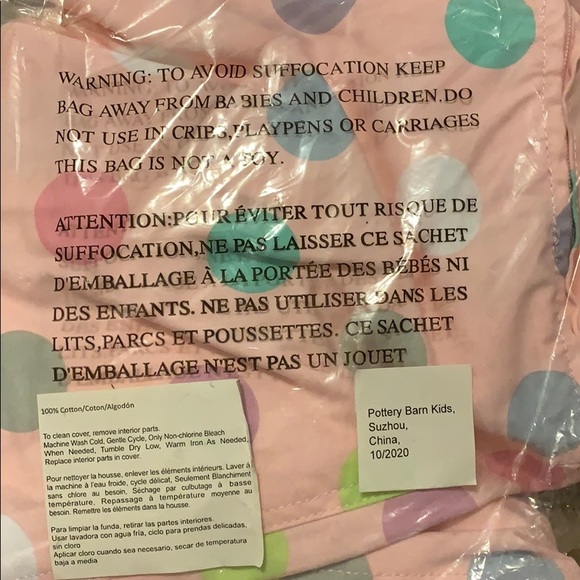 WARNING: TO AVOID SUFFOCATION KEEP
BAG AWAY FROM BABIES AND CHILDREN.DO
NOT USE IN CRIBS,PLAYPENS OR CARRIAGES
THIS BAG IS NOT A TOY.
ATTENTION:POUR ÉVITER TOUT RISQUE DE
SUFFOCATION,NE PAS LAISSER CE SACHET
D'EMBALLAGE À LA PORTÉE DES BÉBÉS NI
DES ENFANTS. NE PAS UTILISER DANS LES
LITS,PARCS ET POUSSETTES. CE SACHET
D'EMBALLAGE N'EST PAS UN JOUET
100% Cotton/Coton/Algodón
To clean cover, remove interior parts.
Machine Wash Cold, Gentle Cycle, Only Non-chlorine Bleach
When Needed, Tumble Dry Low, Warm Iron As Needed,
Replace interior parts in cover.
Pour nettoyer la housse, enlever les éléments intérieurs. Laver à
la machine à l'eau froide, cycle délicat, Seulement Blanchiment
sans chlore au besoin. Séchage par culbutage à basse
température. Repassage à température moyenne au
besoin. Remettre les éléments dans la housse.
Para limpiar la funda, retirar las partes interiores.
Usar lavadora con agua fría, ciclo para prendas delicadas,
sin cloro
Aplicar cloro cuando sea necesario, secar de temperatura
baja a media
Pottery Barn Kids,
Suzhou,
China,
10/2020